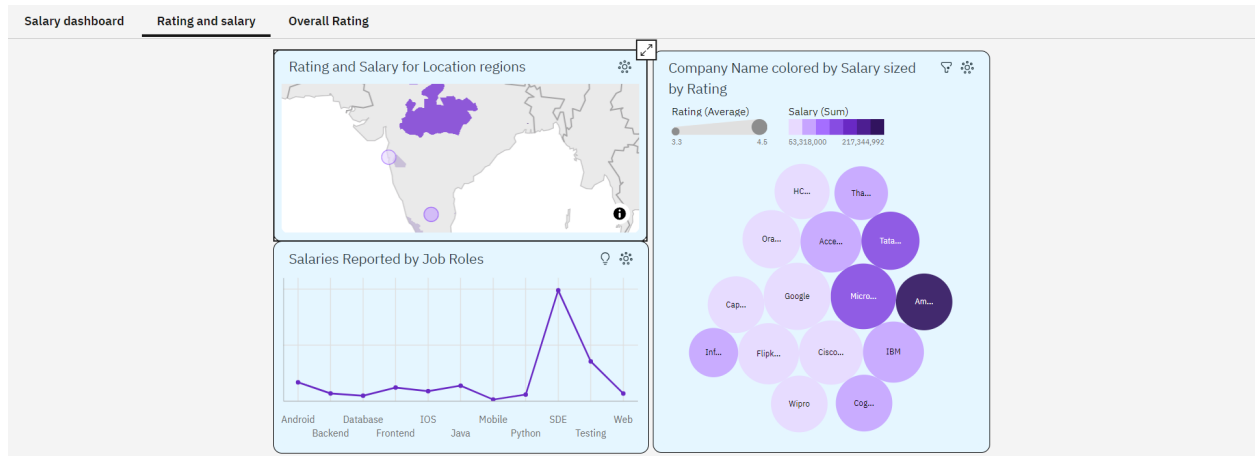 Salary dashboard Rating and salary Overall Rating
Rating and Salary for Location regions
Salaries Reported by Job Roles
Android Database IOS Mobile SDE Web
Backend Frontend Java Python Testing
Company Name colored by Salary sized
by Rating
Rating (Average) Salary (Sum)
3.3 4.5 63,318,000 217,344,992
HC... Tha...
Ora... Acce... Tata...
Cap... Google Micro... Am...
Inf... Flipk... Cisco... IBM
Wipro Cog...